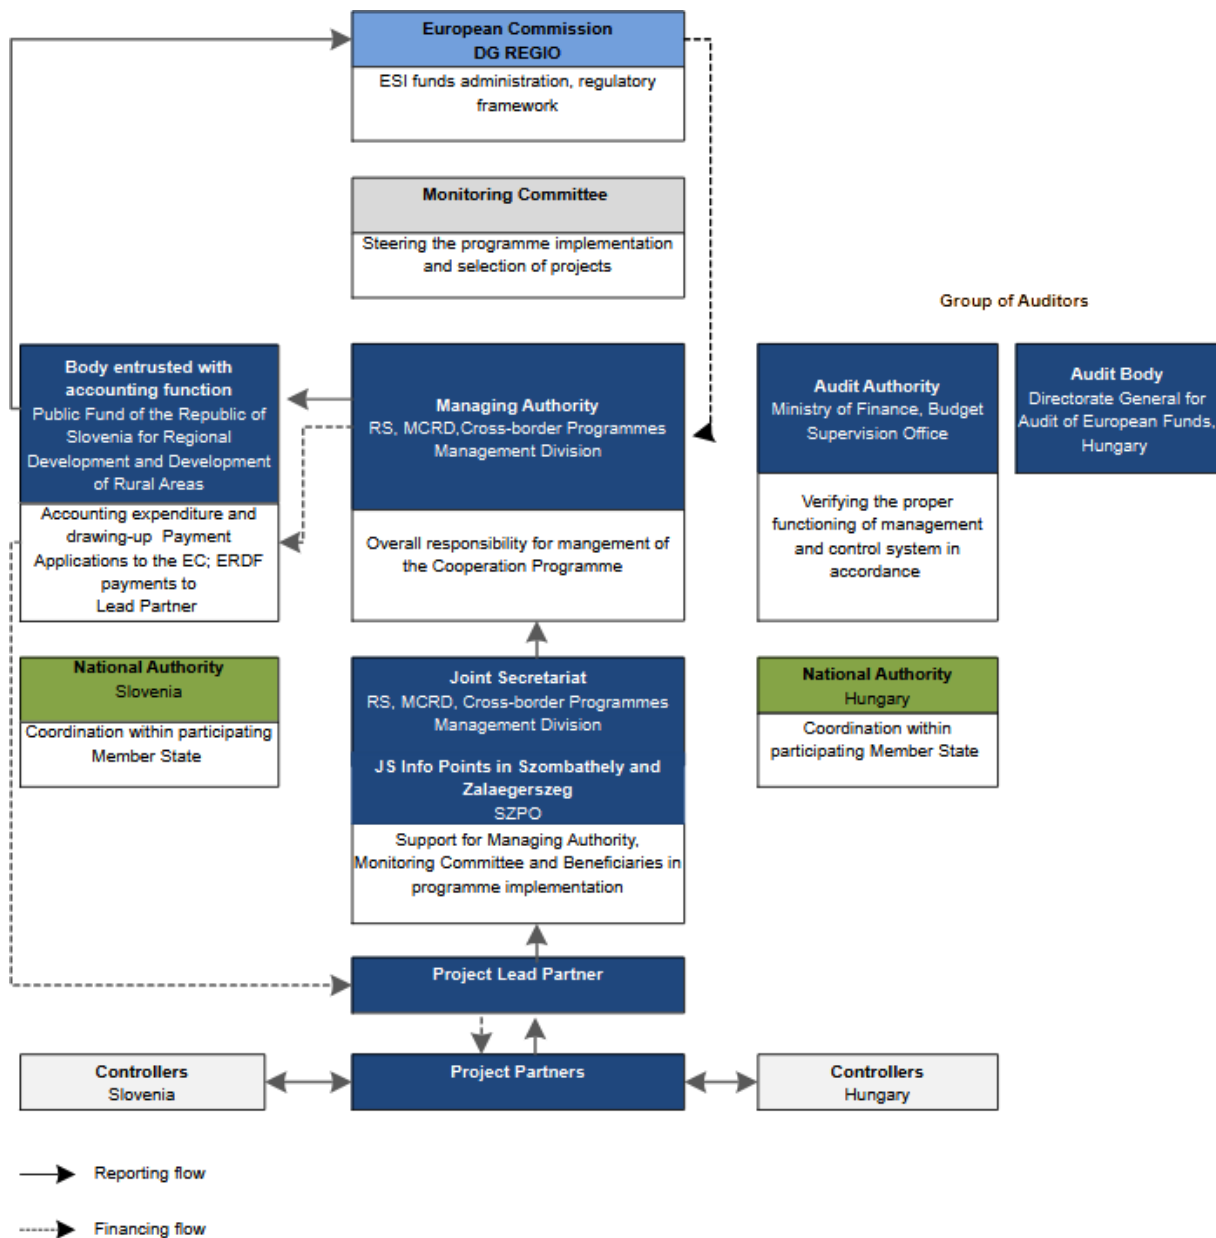 European Commission
DG REGIO
ESI funds administration, regulatory
framework
Monitoring Committee
Steering the programme implementation
and selection of projects
Group of Auditors
Body entrusted with
accounting function
Public Fund of the Republic of
Slovenia for Regional
Development and Development
of Rural Areas
Accounting expenditure and
drawing-up Payment
Applications to the EC; ERDF
payments to
Lead Partner
Managing Authority
RS, MCRD,Cross-border Programmes
Management Division
Overall responsibility for mangement of
the Cooperation Programme
Audit Authority
Ministry of Finance, Budget
Supervision Office
Verifying the proper
functioning of management
and control system in
accordance
Audit Body
Directorate General for
Audit of European Funds,
Hungary
National Authority
Slovenia
Coordination within participating
Member State
Joint Secretariat
RS, MCRD, Cross-border Programmes
Management Division
JS Info Points in Szombathely and
Zalaegerszeg
SZPO
Support for Managing Authority,
Monitoring Committee and Beneficiaries in
programme implementation
National Authority
Hungary
Coordination within
participating Member State
Project Lead Partner
Controllers
Slovenia
Project Partners
Controllers
Hungary
Reporting flow
Financing flow